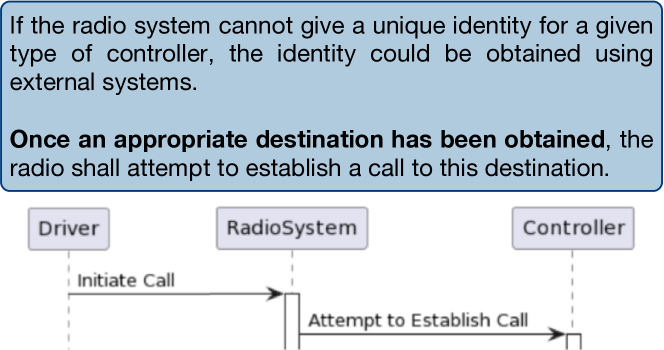 If the radio system cannot give a unique identity for a given
type of controller, the identity could be obtained using
external systems.
Once an appropriate destination has been obtained, the
radio shall attempt to establish a call to this destination.
Driver RadioSystem Controller
Initiate Call
Attempt to Establish Call